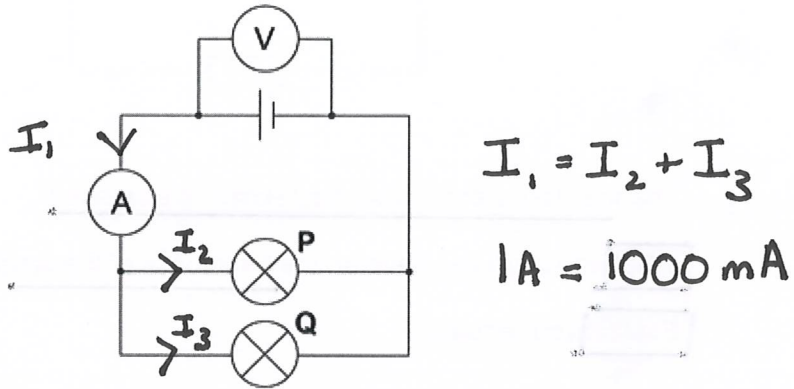 V
I₁
A
I₁ = I₂ + I₃
I₂
P
1A = 1000 mA
I₃
Q